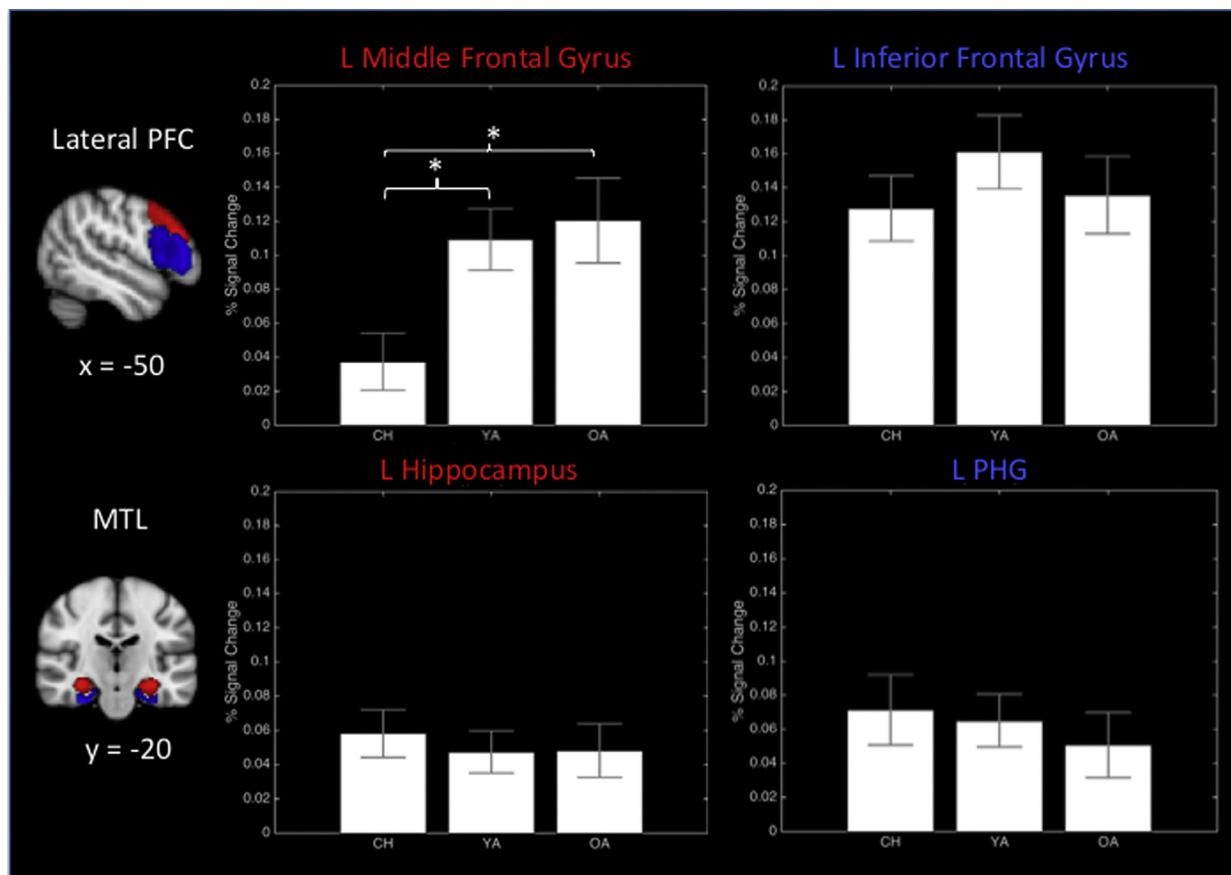 L Middle Frontal Gyrus
L Inferior Frontal Gyrus
Lateral PFC
x = -50
% Signal Change
0.2
0.18
0.16
0.14
0.12
0.1
0.08
0.06
0.04
0.02
0
*
*
CH YA OA
% Signal Change
0.2
0.18
0.16
0.14
0.12
0.1
0.08
0.06
0.04
0.02
0
CH YA OA
L Hippocampus
L PHG
MTL
y = -20
% Signal Change
0.2
0.18
0.16
0.14
0.12
0.1
0.08
0.06
0.04
0.02
0
CH YA OA
% Signal Change
0.2
0.18
0.16
0.14
0.12
0.1
0.08
0.06
0.04
0.02
0
CH YA OA